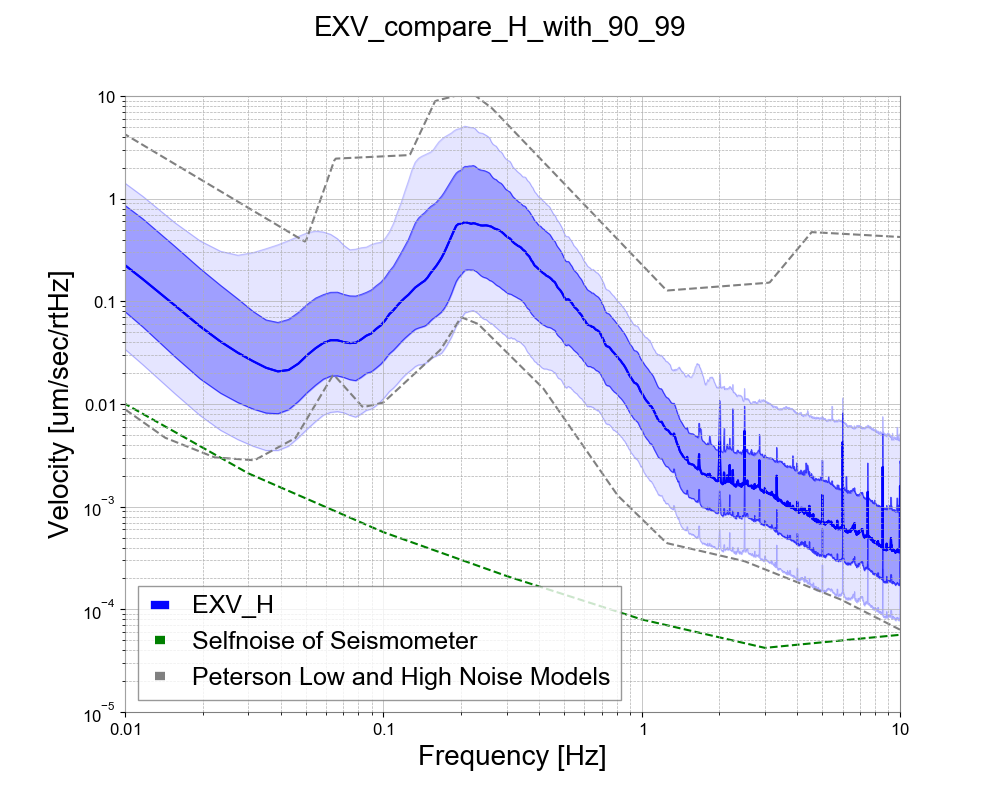 EXV_compare_H_with_90_99
10
1
0.1
0.01
10⁻³
10⁻⁴
10⁻⁵
Velocity [um/sec/rtHz]
EXV_H
Selfnoise of Seismometer
Peterson Low and High Noise Models
0.01 0.1 1 10
Frequency [Hz]